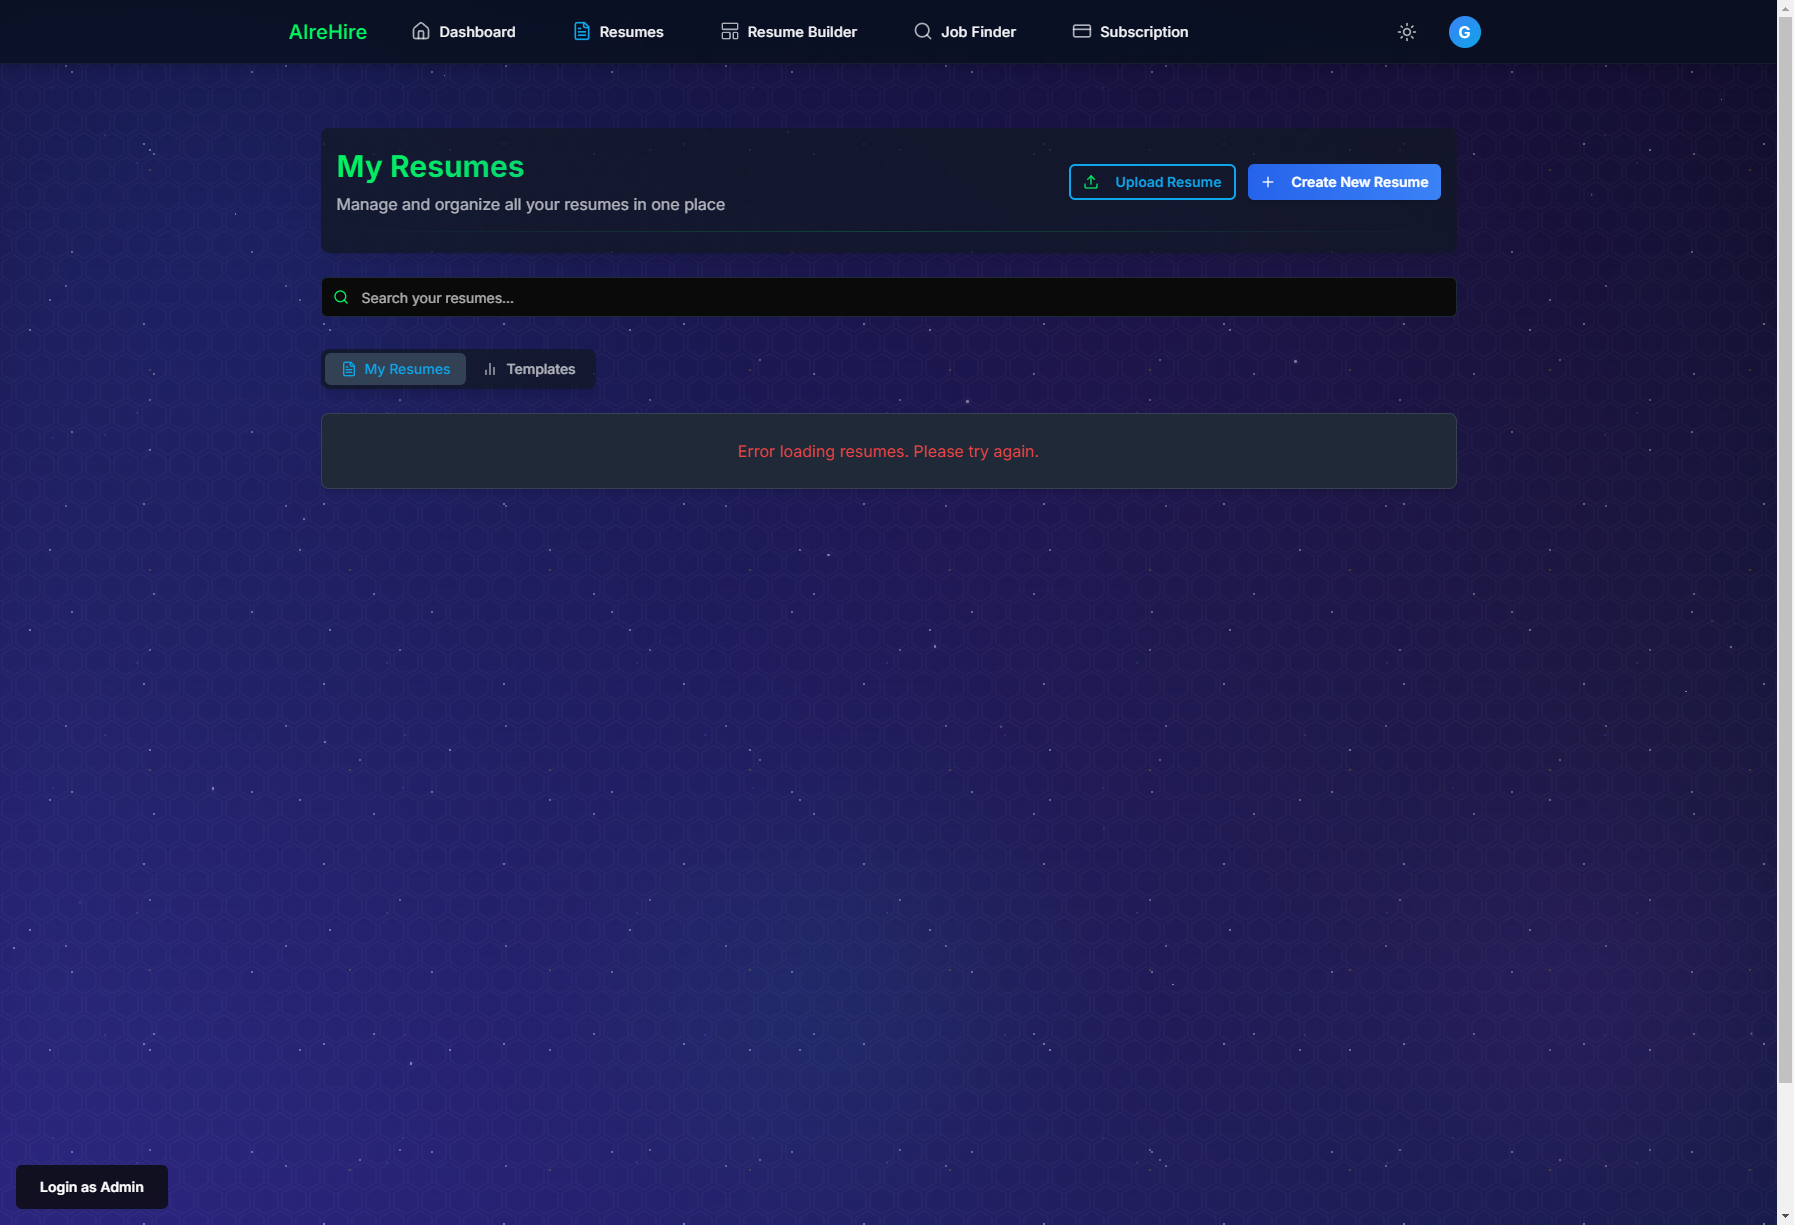 AIreHire
Dashboard
Resumes
Resume Builder
Job Finder
Subscription
G
My Resumes
Manage and organize all your resumes in one place
Upload Resume
Create New Resume
Search your resumes...
My Resumes
Templates
Error loading resumes. Please try again.
Login as Admin